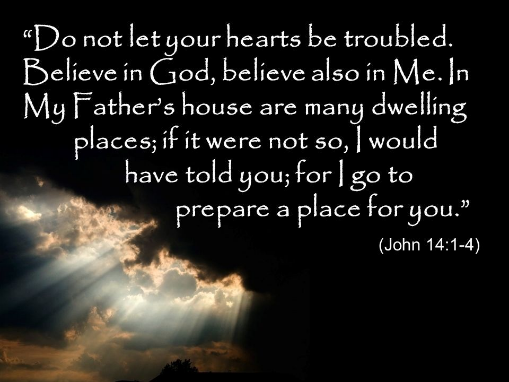 “Do not let your hearts be troubled.
Believe in God, believe also in Me. In
My Father’s house are many dwelling
places; if it were not so, I would
have told you; for I go to
prepare a place for you.”
(John 14:1-4)